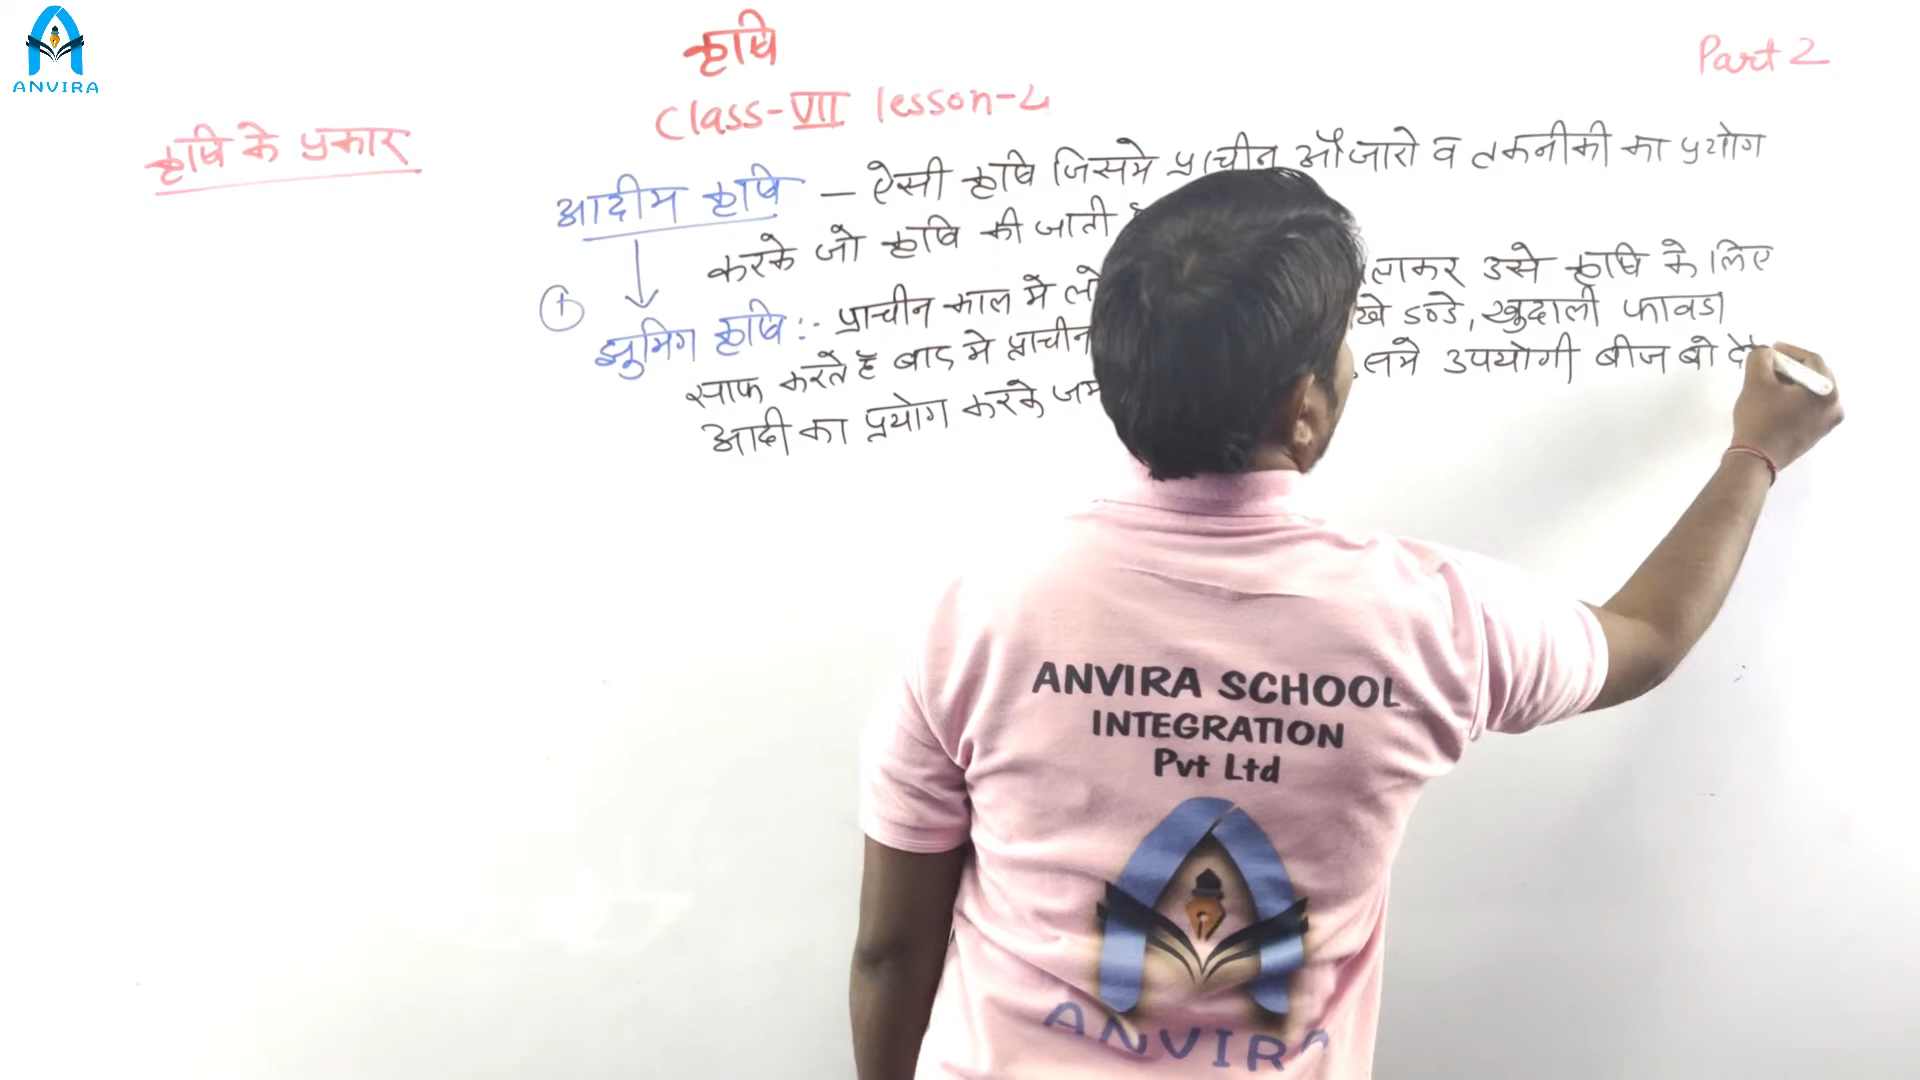 ANVIRA
कृषि
Part 2
Class-VII lesson-4
कृषि के प्रकार
आदीम कृषि – ऐसी कृषि जिसमे प्राचीन औजारो व तकनीकी का प्रयोग
करके जो कृषि की जाती
① झुमिग कृषि :- प्राचीन काल मे लाकर उसे कृषि के लिए
साफ करते है बाद मे प्राचीन डण्डे, खुदाली फावडा
आदी का प्रयोग करके उपयोगी बीज बो
ANVIRA SCHOOL
INTEGRATION
Pvt Ltd
ANVIRA